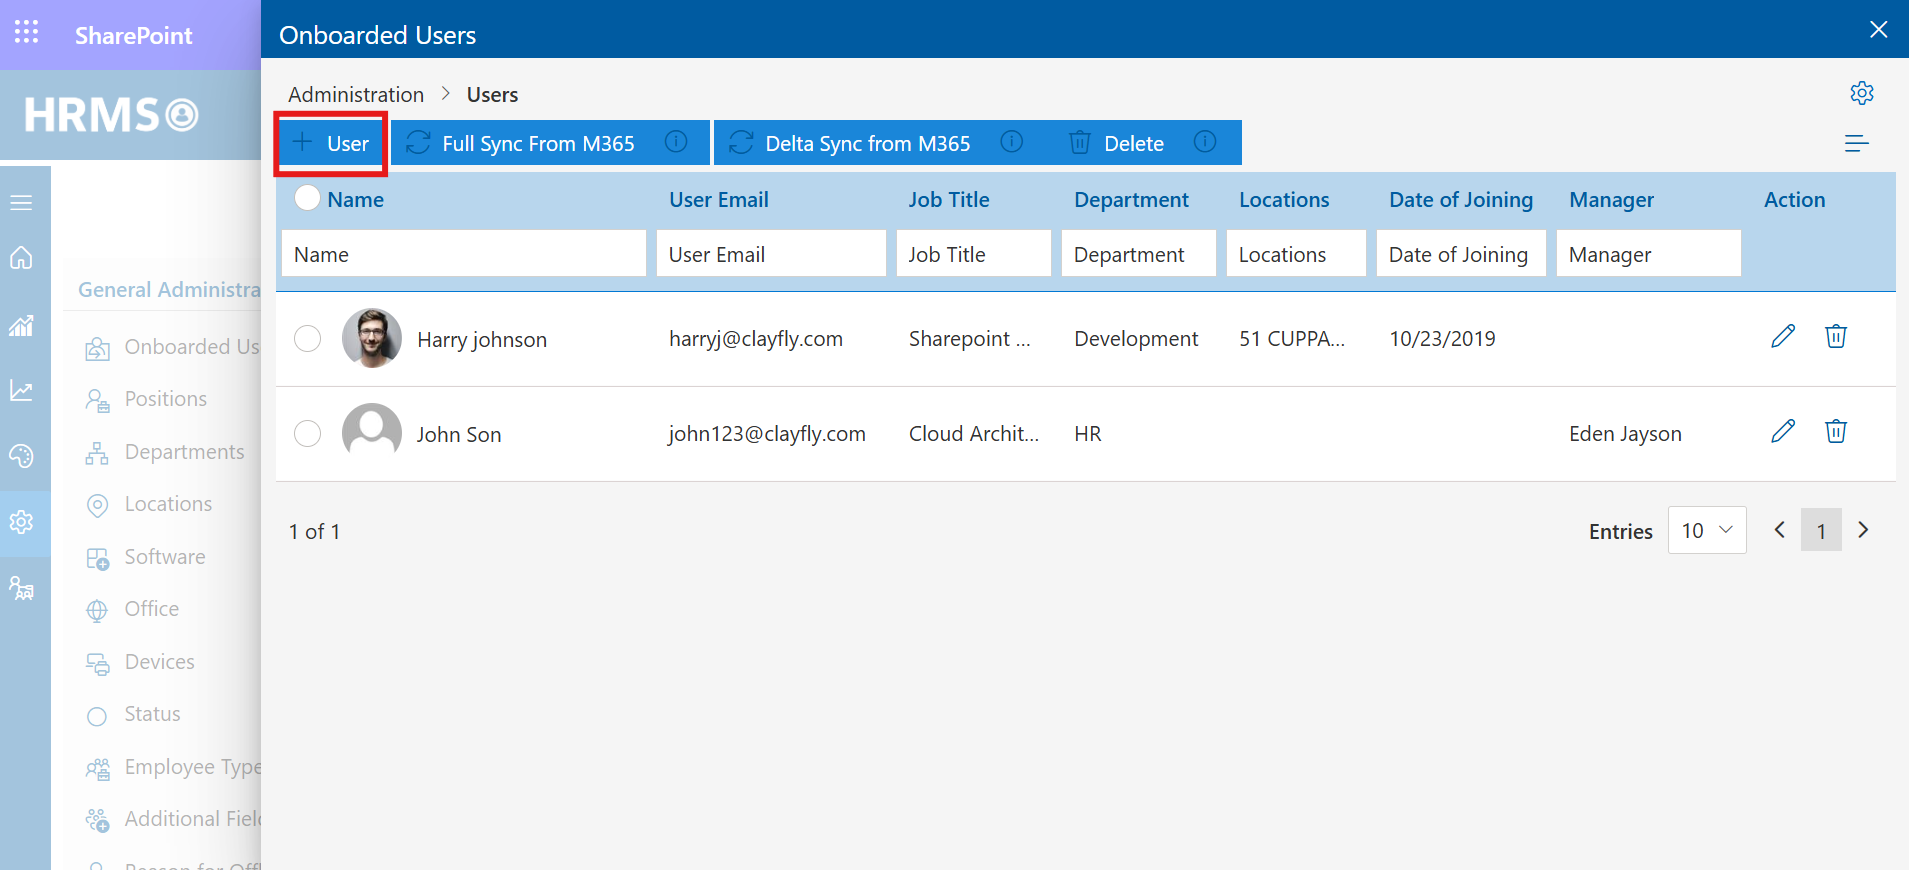 SharePoint
HRMS
Onboarded Users
Administration > Users
User
Full Sync From M365
Delta Sync from M365
Delete
Name
User Email
Job Title
Department
Locations
Date of Joining
Manager
Action
Name
User Email
Job Title
Department
Locations
Date of Joining
Manager
Harry johnson
harryj@clayfly.com
Sharepoint ...
Development
51 CUPPA...
10/23/2019
John Son
john123@clayfly.com
Cloud Archit...
HR
Eden Jayson
1 of 1
Entries
10
1
General Administra
Onboarded Us
Positions
Departments
Locations
Software
Office
Devices
Status
Employee Type
Additional Field
Reason for Offl